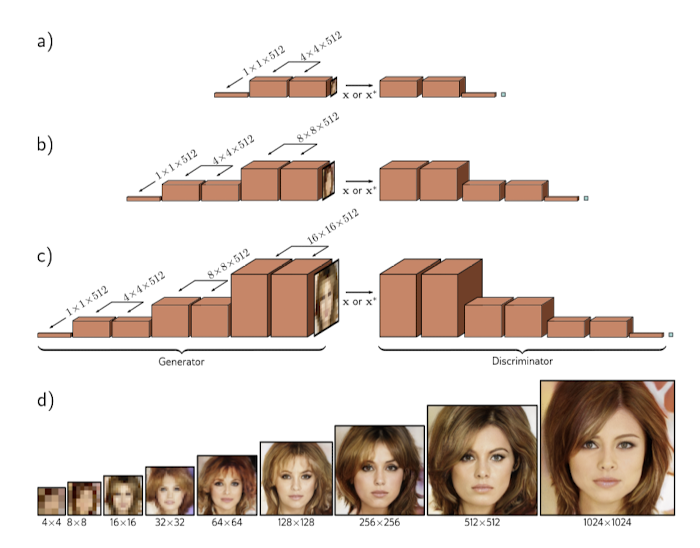 a)
1×1×512
4×4×512
x or x*
b)
1×1×512
4×4×512
8×8×512
x or x*
c)
1×1×512
4×4×512
8×8×512
16×16×512
x or x*
Generator
Discriminator
d)
4×4 8×8 16×16 32×32 64×64 128×128 256×256 512×512 1024×1024